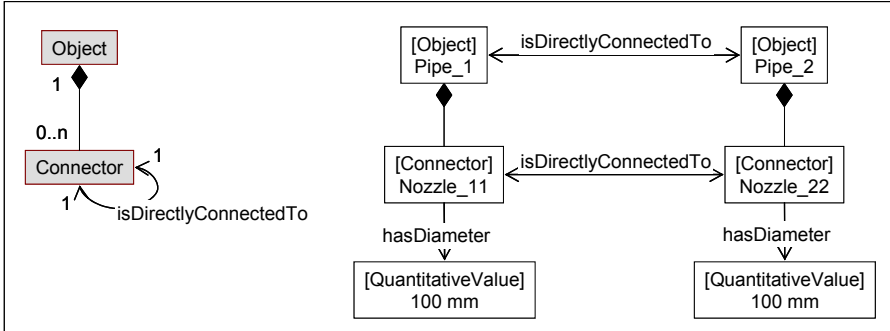 Object
1
0..n
Connector
1
1
isDirectlyConnectedTo
[Object]
Pipe_1
isDirectlyConnectedTo
[Object]
Pipe_2
[Connector]
Nozzle_11
isDirectlyConnectedTo
[Connector]
Nozzle_22
hasDiameter
hasDiameter
[QuantitativeValue]
100 mm
[QuantitativeValue]
100 mm